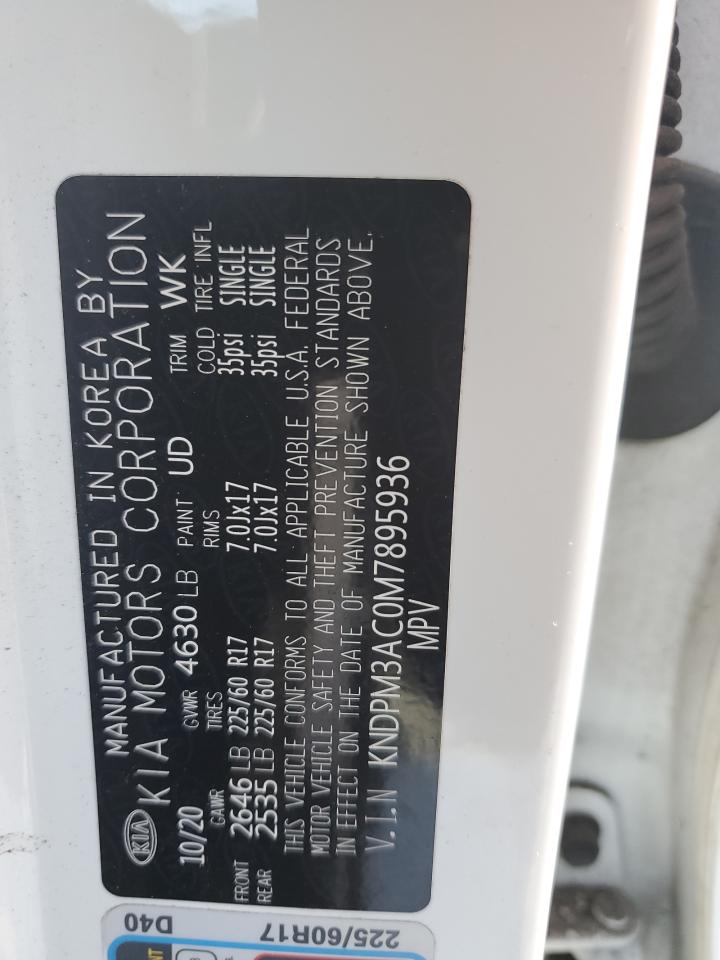 MANUFACTURED IN KOREA BY
KIA KIA MOTORS CORPORATION
10/20 GVWR 4630 LB PAINT UD TRIM WK
GAWR TIRES RIMS COLD TIRE INFL
FRONT 2646 LB 225/60 R17 7.0Jx17 35psi SINGLE
REAR 2535 LB 225/60 R17 7.0Jx17 35psi SINGLE
THIS VEHICLE CONFORMS TO ALL APPLICABLE U.S.A. FEDERAL
MOTOR VEHICLE SAFETY AND THEFT PREVENTION STANDARDS
IN EFFECT ON THE DATE OF MANUFACTURE SHOWN ABOVE.
V.I.N KNDPM3AC0M7895936
MPV
225/60R17
D40